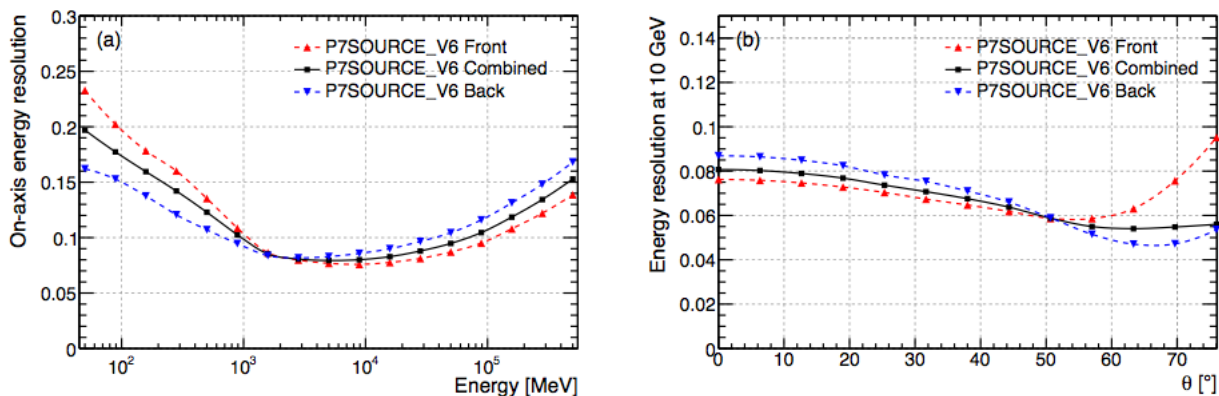 On-axis energy resolution
0.3
0.25
0.2
0.15
0.1
0.05
0
(a)
P7SOURCE_V6 Front
P7SOURCE_V6 Combined
P7SOURCE_V6 Back
10²
10³
10⁴
10⁵
Energy [MeV]
Energy resolution at 10 GeV
0.14
0.12
0.1
0.08
0.06
0.04
0.02
0
(b)
P7SOURCE_V6 Front
P7SOURCE_V6 Combined
P7SOURCE_V6 Back
0 10 20 30 40 50 60 70
θ [°]